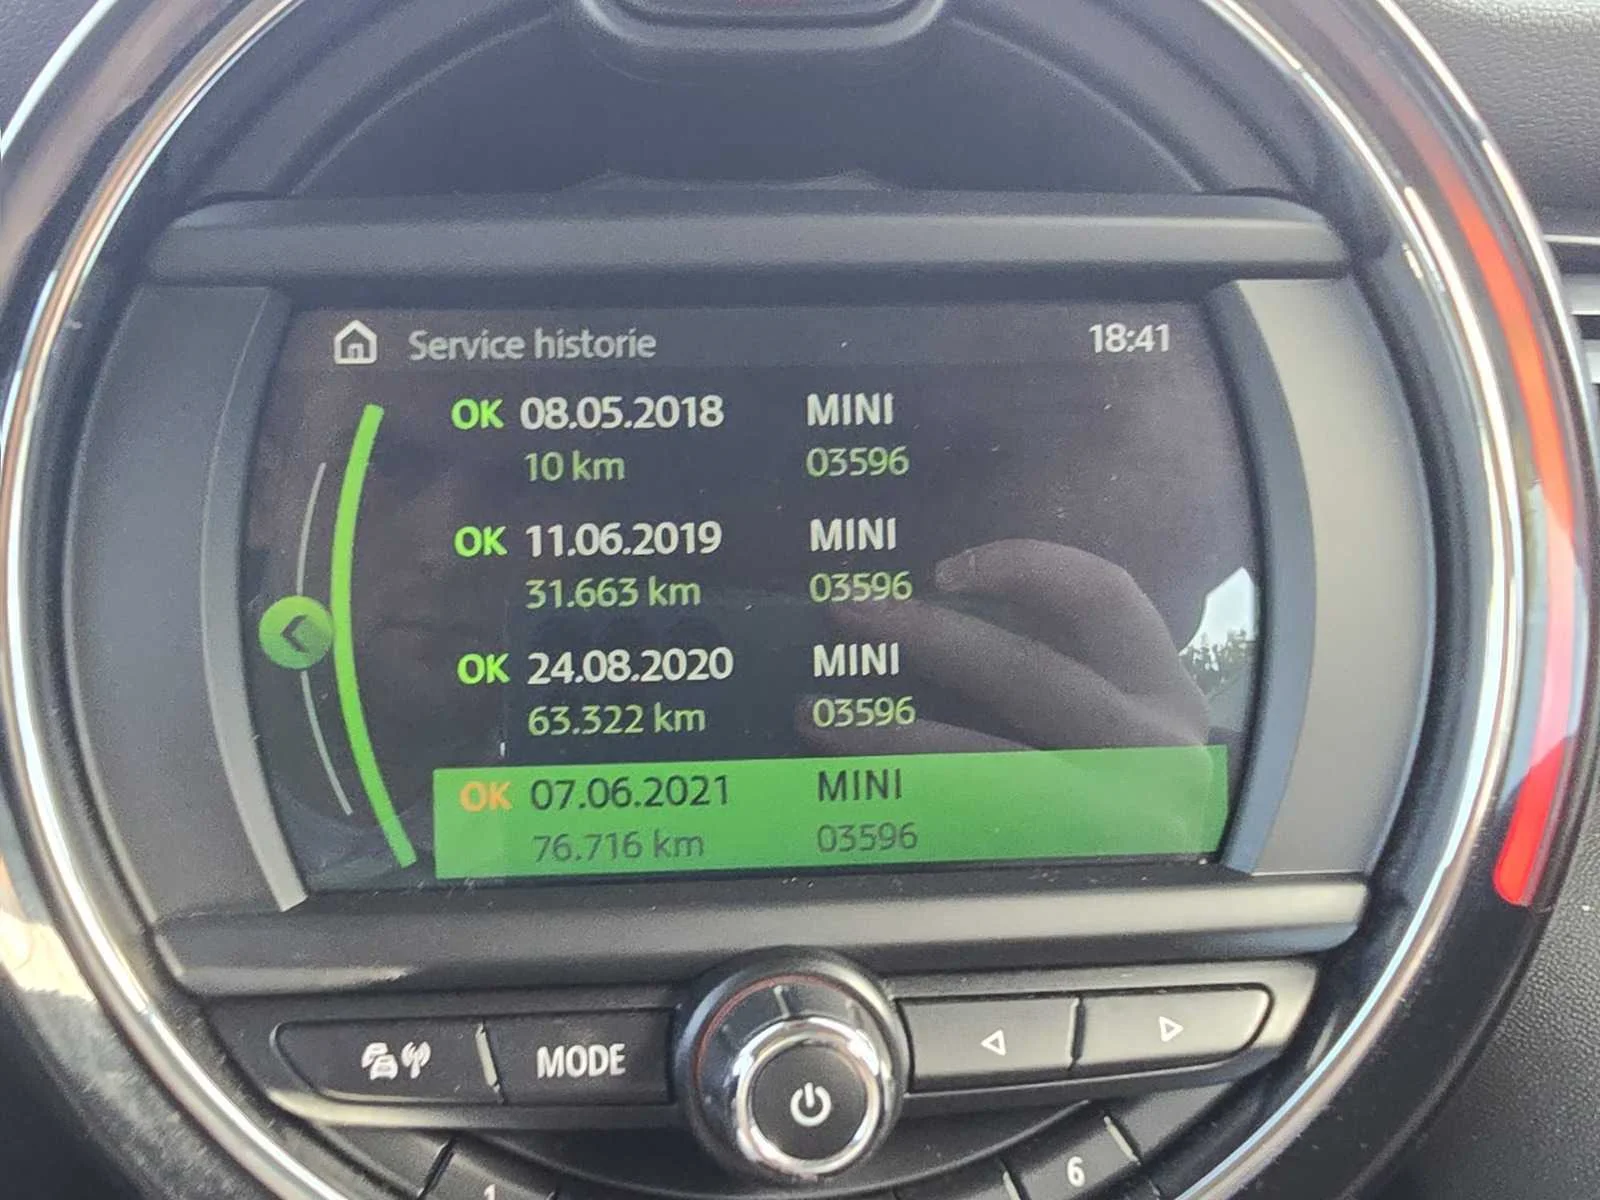 Service historie 18:41
OK 08.05.2018 MINI
10 km 03596
OK 11.06.2019 MINI
31.663 km 03596
OK 24.08.2020 MINI
63.322 km 03596
OK 07.06.2021 MINI
76.716 km 03596
MODE
1 6